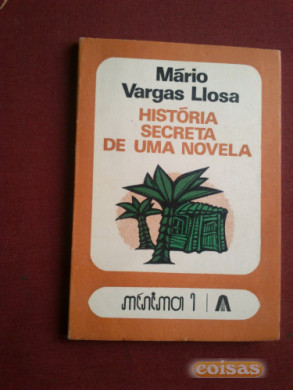 Mário
Vargas Llosa
HISTÓRIA
SECRETA
DE UMA NOVELA
mínima 1
coisas